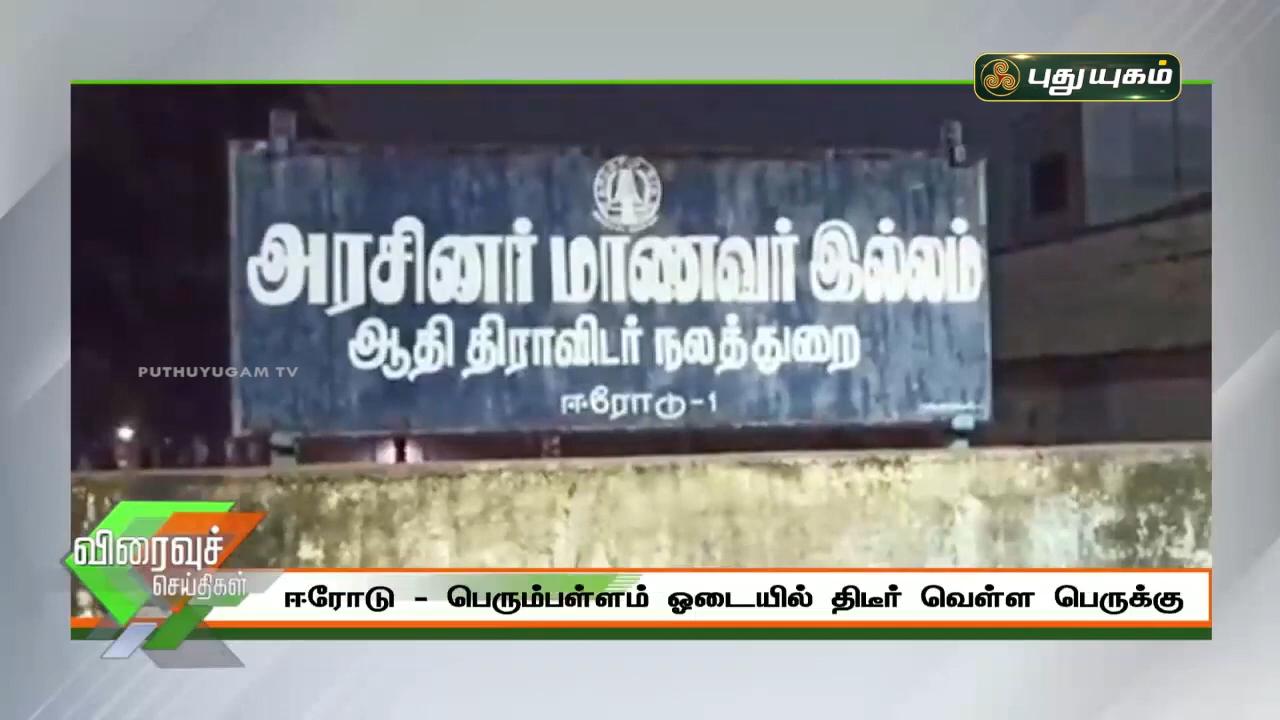 புதுயுகம்
அரசினர் மாணவர் இல்லம்
ஆதி திராவிடர் நலத்துறை
ஈரோடு-1
PUTHUYUGAM TV
விரைவுச்
செய்திகள்
ஈரோடு - பெரும்பள்ளம் ஓடையில் திடீர் வெள்ள பெருக்கு